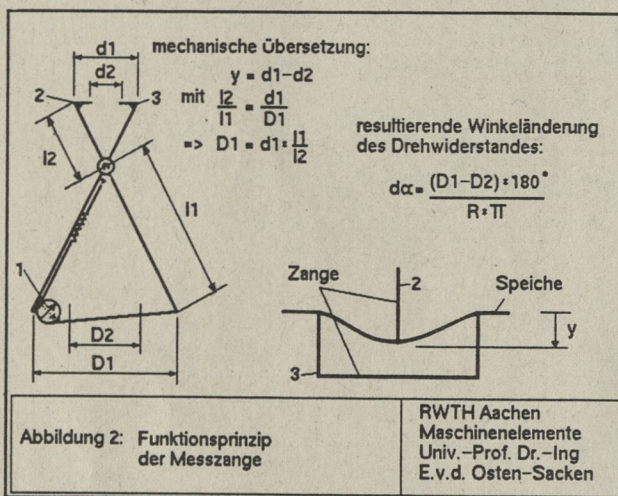 d1
mechanische Übersetzung:
d2
y = d1-d2
2
3
mit l2/l1 = d1/D1
=> D1 = d1*l1/l2
l2
l1
resultierende Winkeländerung
des Drehwiderstandes:
dα= (D1-D2)*180°
R*π
1
D2
D1
Zange
2
Speiche
y
3
Abbildung 2: Funktionsprinzip
der Messzange
RWTH Aachen
Maschinenelemente
Univ.-Prof. Dr.-Ing
E.v.d. Osten-Sacken